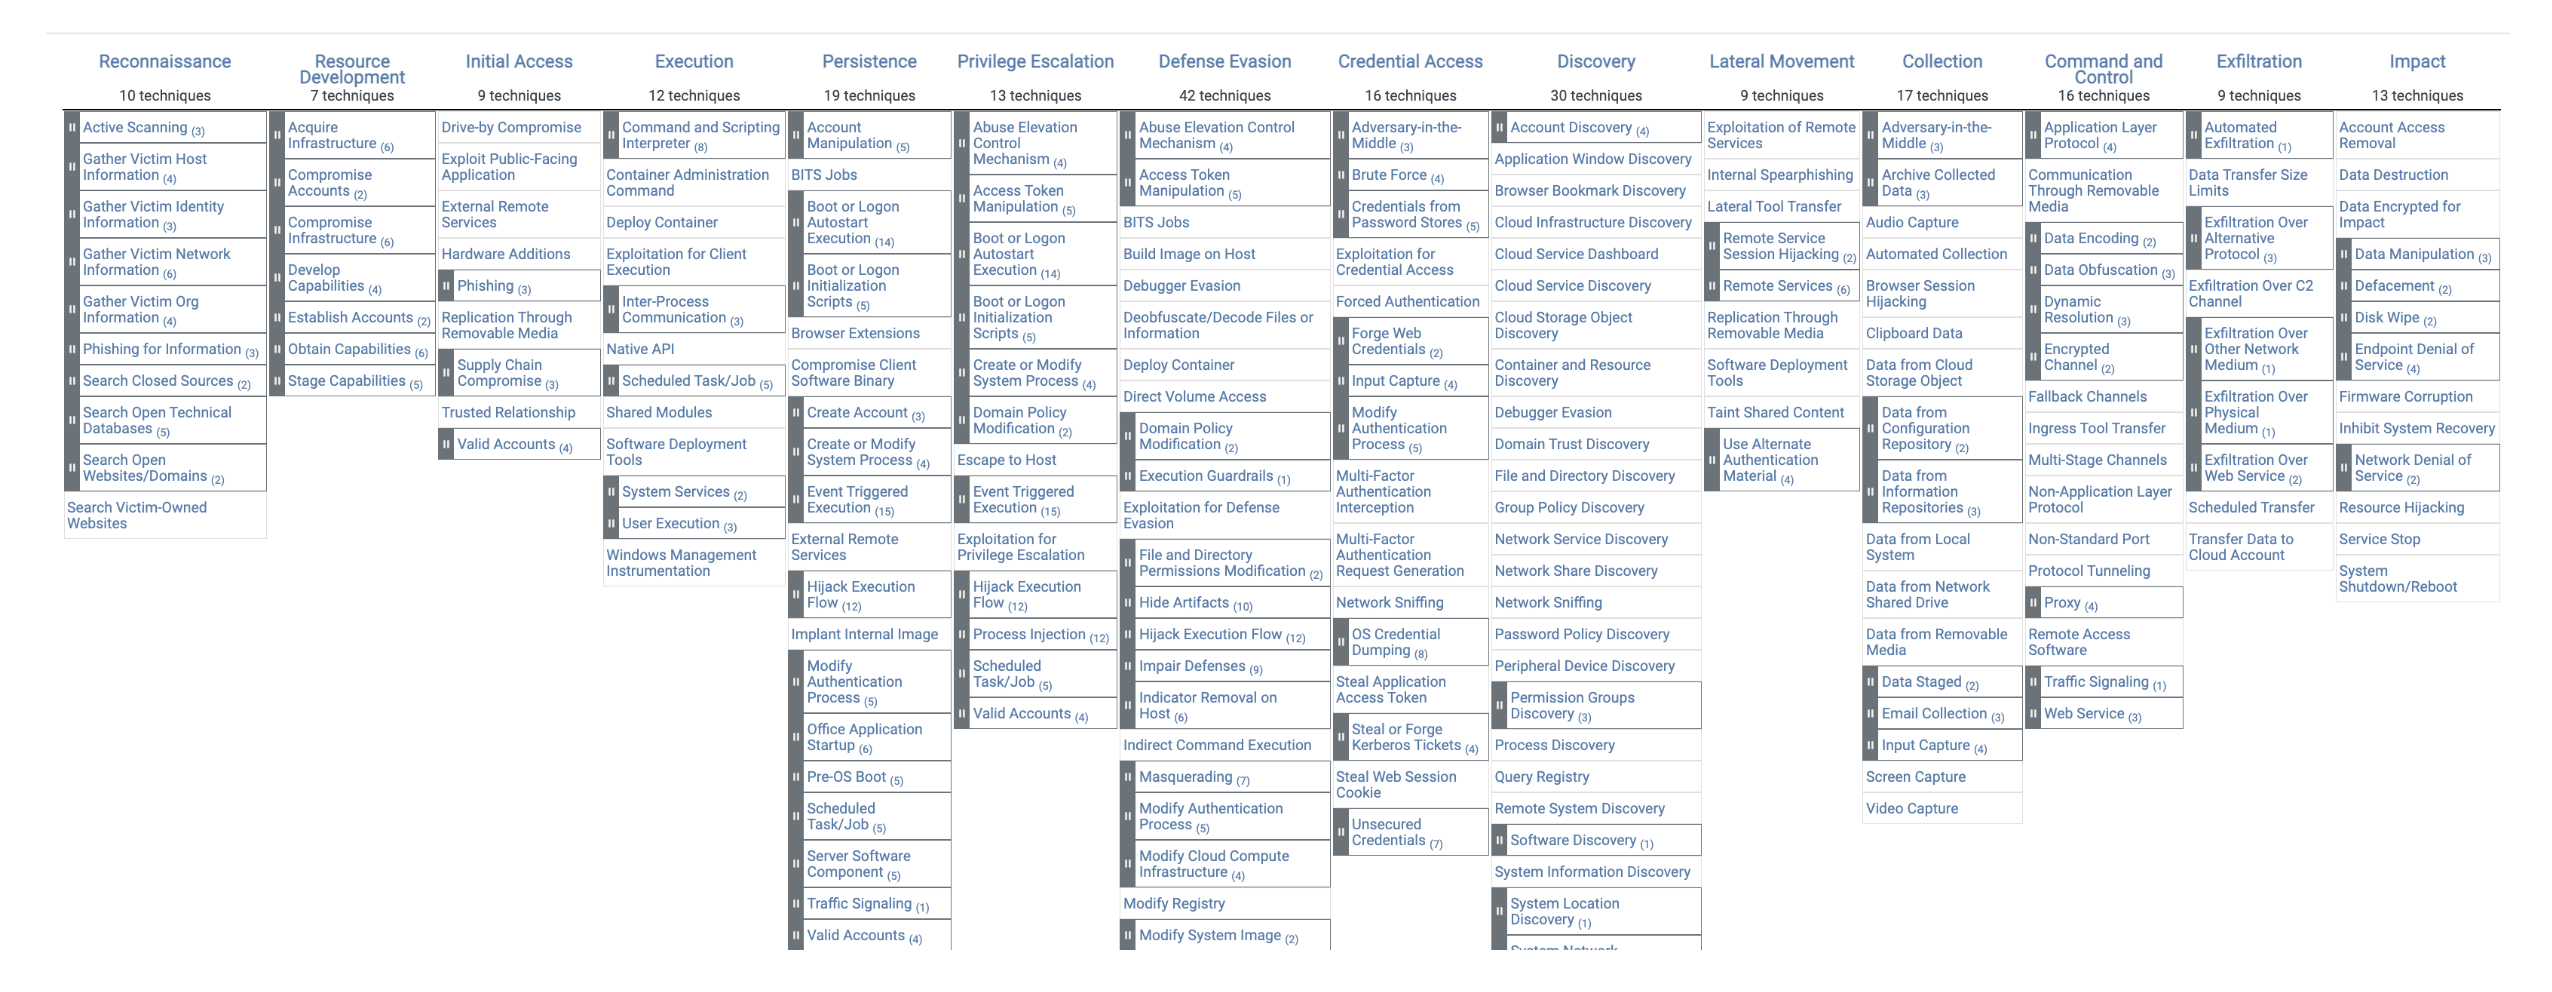 Reconnaissance
10 techniques
Active Scanning (3)
Gather Victim Host
Information (4)
Gather Victim Identity
Information (3)
Gather Victim Network
Information (6)
Gather Victim Org
Information (4)
Phishing for Information (3)
Search Closed Sources (2)
Search Open Technical
Databases (5)
Search Open
Websites/Domains (2)
Search Victim-Owned
Websites
Resource
Development
7 techniques
Acquire
Infrastructure (6)
Compromise
Accounts (2)
Compromise
Infrastructure (6)
Develop
Capabilities (4)
Establish Accounts (2)
Obtain Capabilities (6)
Stage Capabilities (5)
Initial Access
9 techniques
Drive-by Compromise
Exploit Public-Facing
Application
External Remote
Services
Hardware Additions
Phishing (3)
Replication Through
Removable Media
Supply Chain
Compromise (3)
Trusted Relationship
Valid Accounts (4)
Execution
12 techniques
Command and Scripting
Interpreter (8)
Container Administration
Command
Deploy Container
Exploitation for Client
Execution
Inter-Process
Communication (3)
Native API
Scheduled Task/Job (5)
Shared Modules
Software Deployment
Tools
System Services (2)
User Execution (3)
Windows Management
Instrumentation
Persistence
19 techniques
Account
Manipulation (5)
BITS Jobs
Boot or Logon
Autostart
Execution (14)
Boot or Logon
Initialization
Scripts (5)
Browser Extensions
Compromise Client
Software Binary
Create Account (3)
Create or Modify
System Process (4)
Event Triggered
Execution (15)
External Remote
Services
Hijack Execution
Flow (12)
Implant Internal Image
Modify
Authentication
Process (5)
Office Application
Startup (6)
Pre-OS Boot (5)
Scheduled
Task/Job (5)
Server Software
Component (5)
Traffic Signaling (1)
Valid Accounts (4)
Privilege Escalation
13 techniques
Abuse Elevation
Control
Mechanism (4)
Access Token
Manipulation (5)
Boot or Logon
Autostart
Execution (14)
Boot or Logon
Initialization
Scripts (5)
Create or Modify
System Process (4)
Domain Policy
Modification (2)
Escape to Host
Event Triggered
Execution (15)
Exploitation for
Privilege Escalation
Hijack Execution
Flow (12)
Process Injection (12)
Scheduled
Task/Job (5)
Valid Accounts (4)
Defense Evasion
42 techniques
Abuse Elevation Control
Mechanism (4)
Access Token
Manipulation (5)
BITS Jobs
Build Image on Host
Debugger Evasion
Deobfuscate/Decode Files or
Information
Deploy Container
Direct Volume Access
Domain Policy
Modification (2)
Execution Guardrails (1)
Exploitation for Defense
Evasion
File and Directory
Permissions Modification (2)
Hide Artifacts (10)
Hijack Execution Flow (12)
Impair Defenses (9)
Indicator Removal on
Host (6)
Indirect Command Execution
Masquerading (7)
Modify Authentication
Process (5)
Modify Cloud Compute
Infrastructure (4)
Modify Registry
Modify System Image (2)
Credential Access
16 techniques
Adversary-in-the-
Middle (3)
Brute Force (4)
Credentials from
Password Stores (5)
Exploitation for
Credential Access
Forced Authentication
Forge Web
Credentials (2)
Input Capture (4)
Modify
Authentication
Process (5)
Multi-Factor
Authentication
Interception
Multi-Factor
Authentication
Request Generation
Network Sniffing
OS Credential
Dumping (8)
Steal Application
Access Token
Steal or Forge
Kerberos Tickets (4)
Steal Web Session
Cookie
Unsecured
Credentials (7)
Discovery
30 techniques
Account Discovery (4)
Application Window Discovery
Browser Bookmark Discovery
Cloud Infrastructure Discovery
Cloud Service Dashboard
Cloud Service Discovery
Cloud Storage Object
Discovery
Container and Resource
Discovery
Debugger Evasion
Domain Trust Discovery
File and Directory Discovery
Group Policy Discovery
Network Service Discovery
Network Share Discovery
Network Sniffing
Password Policy Discovery
Peripheral Device Discovery
Permission Groups
Discovery (3)
Process Discovery
Query Registry
Remote System Discovery
Software Discovery (1)
System Information Discovery
System Location
Discovery (1)
System Network
Lateral Movement
9 techniques
Exploitation of Remote
Services
Internal Spearphishing
Lateral Tool Transfer
Remote Service
Session Hijacking (2)
Remote Services (6)
Replication Through
Removable Media
Software Deployment
Tools
Taint Shared Content
Use Alternate
Authentication
Material (4)
Collection
17 techniques
Adversary-in-the-
Middle (3)
Archive Collected
Data (3)
Audio Capture
Automated Collection
Browser Session
Hijacking
Clipboard Data
Data from Cloud
Storage Object
Data from
Configuration
Repository (2)
Data from
Information
Repositories (3)
Data from Local
System
Data from Network
Shared Drive
Data from Removable
Media
Data Staged (2)
Email Collection (3)
Input Capture (4)
Screen Capture
Video Capture
Command and
Control
16 techniques
Application Layer
Protocol (4)
Communication
Through Removable
Media
Data Encoding (2)
Data Obfuscation (3)
Dynamic
Resolution (3)
Encrypted
Channel (2)
Fallback Channels
Ingress Tool Transfer
Multi-Stage Channels
Non-Application Layer
Protocol
Non-Standard Port
Protocol Tunneling
Proxy (4)
Remote Access
Software
Traffic Signaling (1)
Web Service (3)
Exfiltration
9 techniques
Automated
Exfiltration (1)
Data Transfer Size
Limits
Exfiltration Over
Alternative
Protocol (3)
Exfiltration Over C2
Channel
Exfiltration Over
Other Network
Medium (1)
Exfiltration Over
Physical
Medium (1)
Exfiltration Over
Web Service (2)
Scheduled Transfer
Transfer Data to
Cloud Account
Impact
13 techniques
Account Access
Removal
Data Destruction
Data Encrypted for
Impact
Data Manipulation (3)
Defacement (2)
Disk Wipe (2)
Endpoint Denial of
Service (4)
Firmware Corruption
Inhibit System Recovery
Network Denial of
Service (2)
Resource Hijacking
Service Stop
System
Shutdown/Reboot